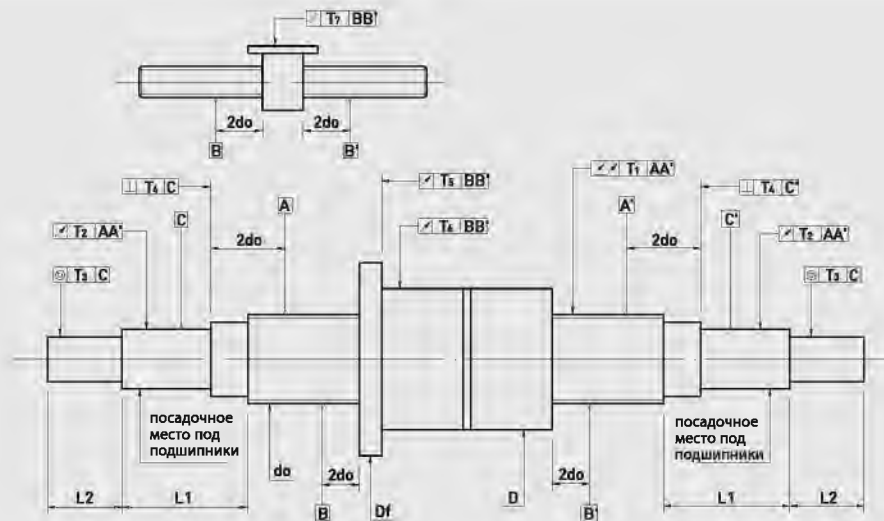 ⫽ T7 BB'
2do 2do
B B'
⊥ T4 C
↗ T5 BB'
↗↗ T1 AA'
⊥ T4 C'
↗ T2 AA'
C
A
↗ T6 BB'
A'
C'
↗ T2 AA'
2do
2do
◎ T3 C
◎ T3 C
посадочное
место под
подшипники
посадочное
место под
подшипники
L2
L1
do
2do
B
Df
D
2do
B'
L1
L2